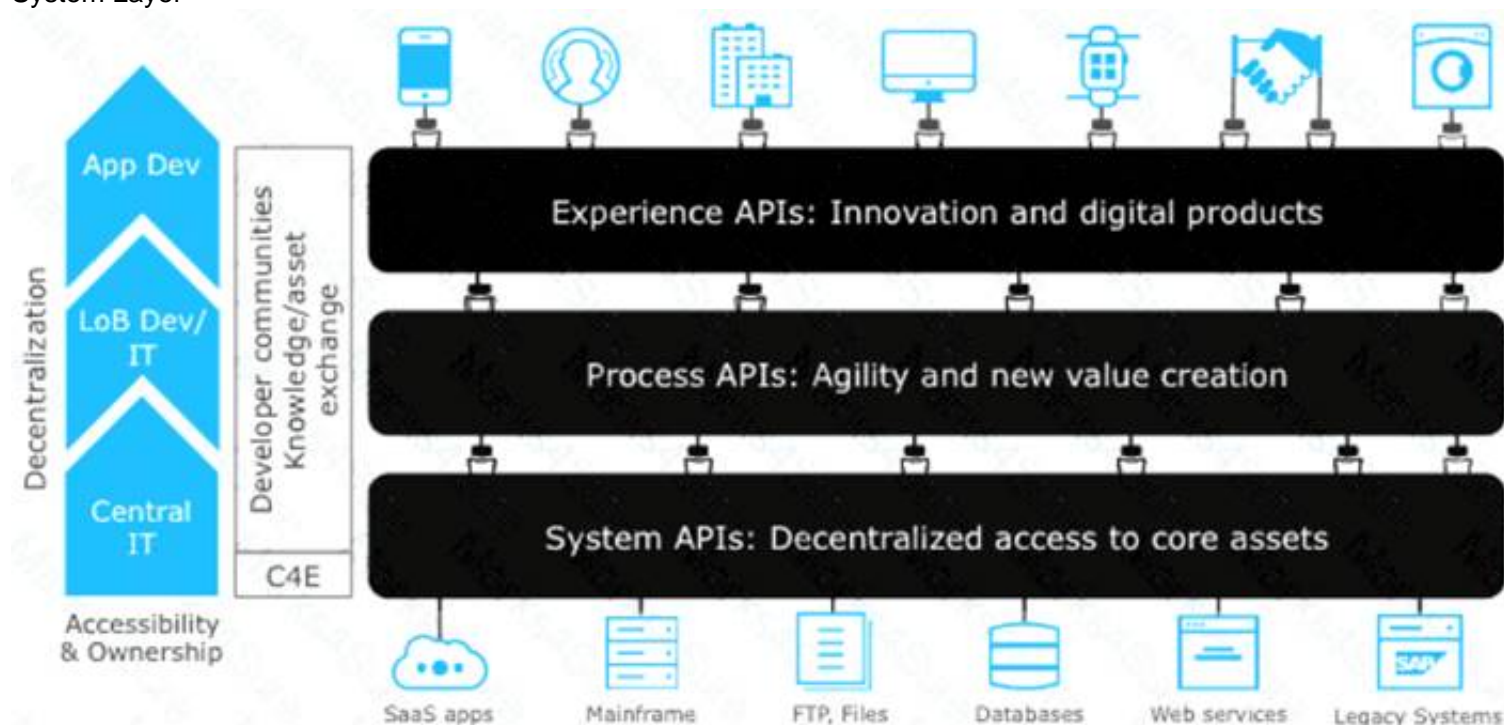 System Layer
App Dev
LoB Dev/
IT
Central
IT
Decentralization
Accessibility
& Ownership
Developer communities
Knowledge/asset
exchange
C4E
Experience APIs: Innovation and digital products
Process APIs: Agility and new value creation
System APIs: Decentralized access to core assets
SaaS apps
Mainframe
FTP, Files
Databases
Web services
SAP
Legacy Systems